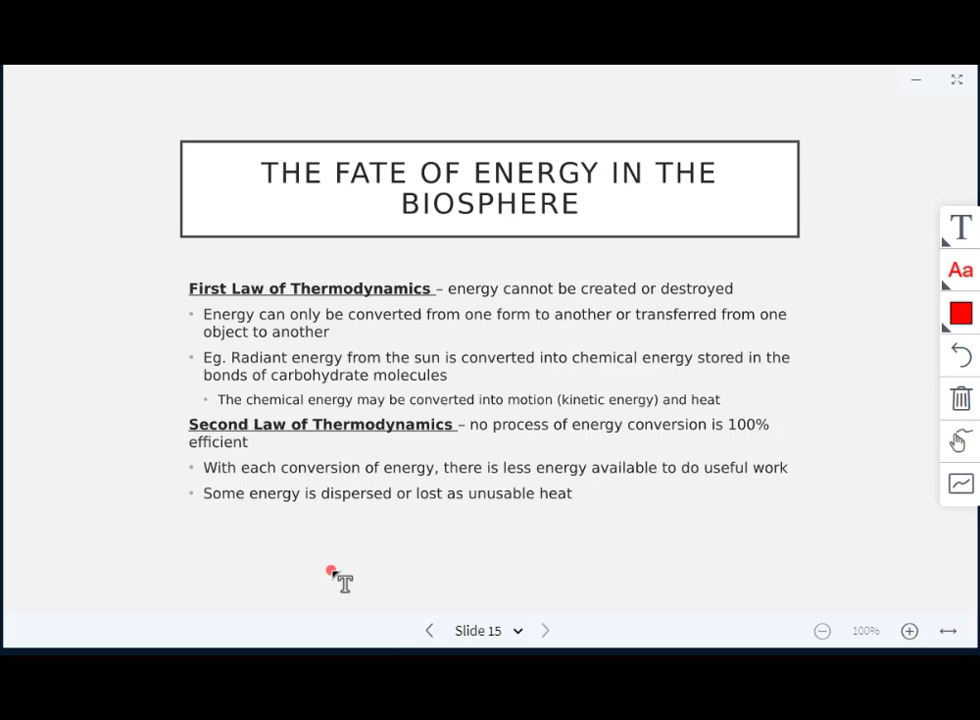 THE FATE OF ENERGY IN THE
BIOSPHERE
First Law of Thermodynamics – energy cannot be created or destroyed
• Energy can only be converted from one form to another or transferred from one
object to another
• Eg. Radiant energy from the sun is converted into chemical energy stored in the
bonds of carbohydrate molecules
• The chemical energy may be converted into motion (kinetic energy) and heat
Second Law of Thermodynamics – no process of energy conversion is 100%
efficient
• With each conversion of energy, there is less energy available to do useful work
• Some energy is dispersed or lost as unusable heat
T
Aa
T
Slide 15
100%